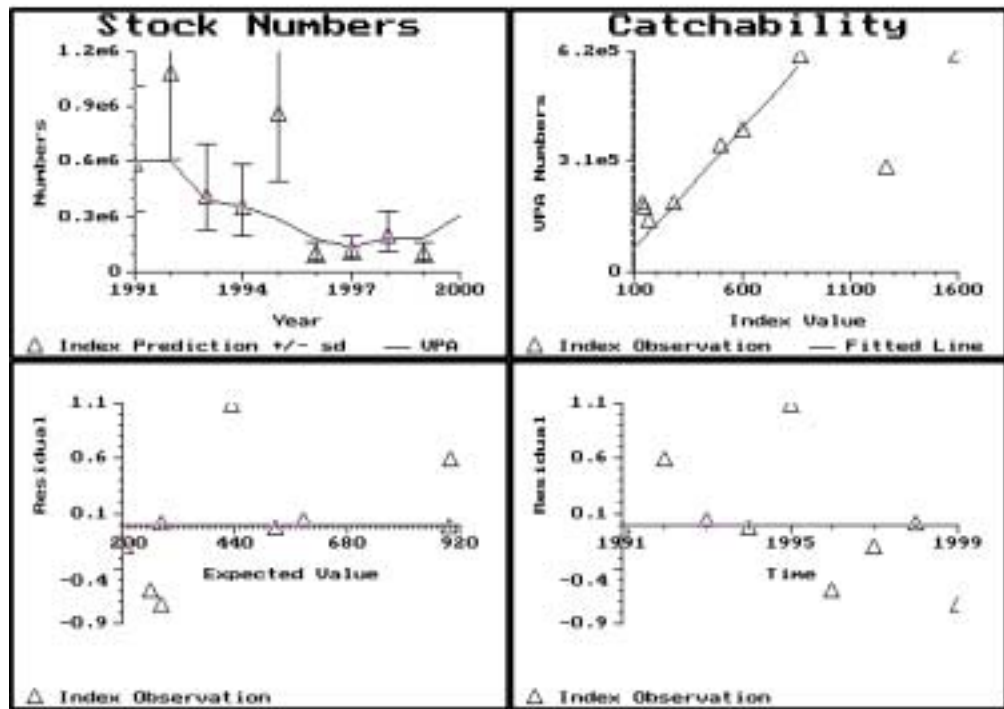 Stock Numbers
1.2e6
0.9e6
0.6e6
0.3e6
0
Numbers
1991 1994 1997 2000
Year
Index Prediction +/- sd VPA
Catchability
6.2e5
3.1e5
0
VPA Numbers
100 600 1100 1600
Index Value
Index Observation Fitted Line
1.1
0.6
0.1
-0.4
-0.9
Residual
200 440 680 920
Expected Value
Index Observation
1.1
0.6
0.1
-0.4
-0.9
Residual
1991 1995 1999
Time
Index Observation